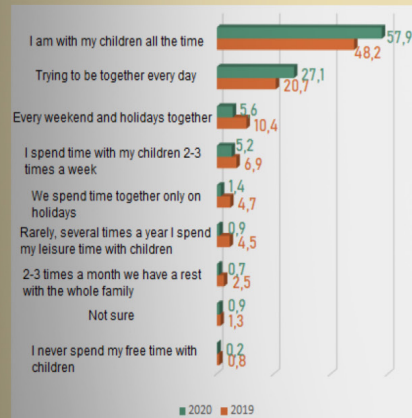 I am with my children all the time
57,9
48,2
Trying to be together every day
27,1
20,7
Every weekend and holidays together
5,6
10,4
I spend time with my children 2-3
times a week
5,2
6,9
We spend time together only on
holidays
1,4
4,7
Rarely, several times a year I spend
my leisure time with children
0,9
4,5
2-3 times a month we have a rest
with the whole family
0,7
2,5
Not sure
0,9
1,3
I never spend my free time with
children
0,2
0,8
2020 2019